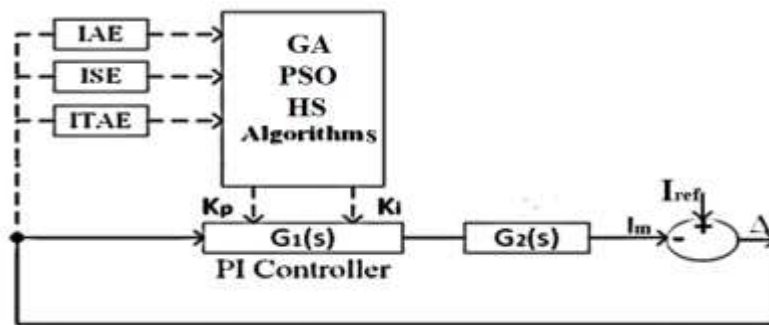 IAE
ISE
ITAE
GA
PSO
HS
Algorithms
Kp
Ki
Iref
G1(s)
G2(s)
Im
+
-
Δ
PI Controller